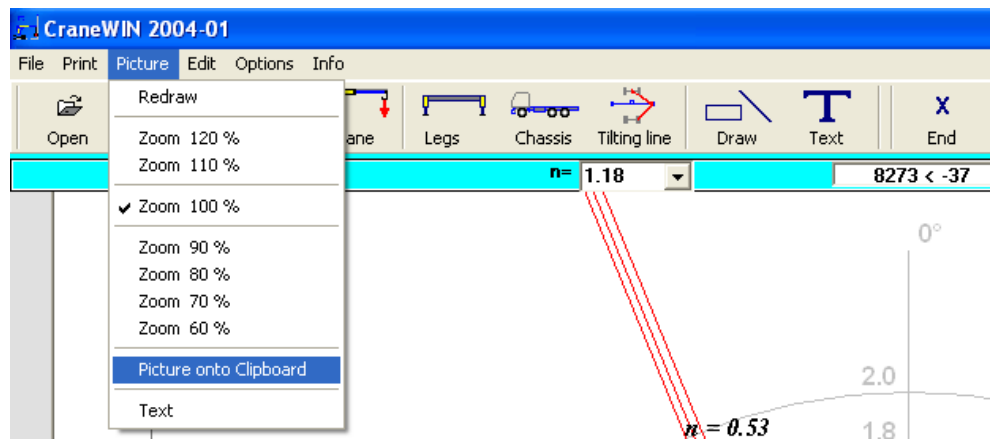 CraneWIN 2004-01
File Print Picture Edit Options Info
Open ane Legs Chassis Tilting line Draw Text X End
n= 1.18 8273 < -37
Redraw
Zoom 120 %
Zoom 110 %
Zoom 100 %
Zoom 90 %
Zoom 80 %
Zoom 70 %
Zoom 60 %
Picture onto Clipboard
Text
0°
2.0
n = 0.53
1.8